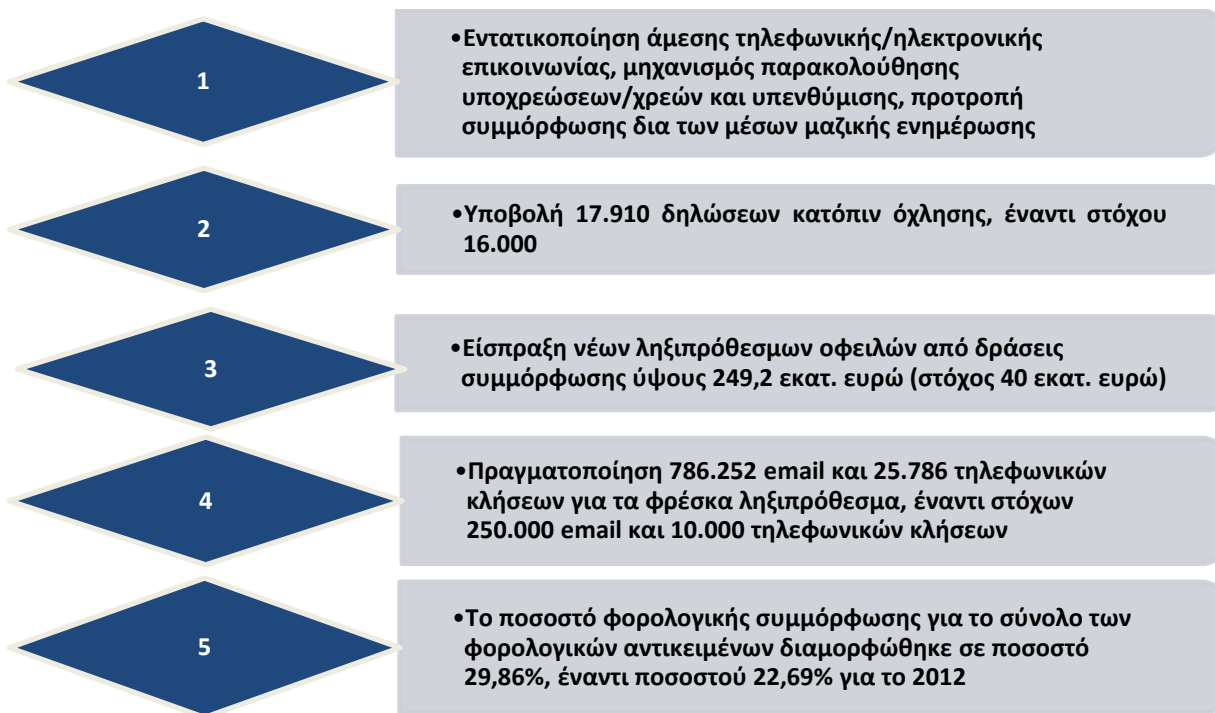 1
•Εντατικοποίηση άμεσης τηλεφωνικής/ηλεκτρονικής
επικοινωνίας, μηχανισμός παρακολούθησης
υποχρεώσεων/χρεών και υπενθύμισης, προτροπή
συμμόρφωσης δια των μέσων μαζικής ενημέρωσης
2
•Υποβολή 17.910 δηλώσεων κατόπιν όχλησης, έναντι στόχου
16.000
3
•Είσπραξη νέων ληξιπρόθεσμων οφειλών από δράσεις
συμμόρφωσης ύψους 249,2 εκατ. ευρώ (στόχος 40 εκατ. ευρώ)
4
•Πραγματοποίηση 786.252 email και 25.786 τηλεφωνικών
κλήσεων για τα φρέσκα ληξιπρόθεσμα, έναντι στόχων
250.000 email και 10.000 τηλεφωνικών κλήσεων
5
•Το ποσοστό φορολογικής συμμόρφωσης για το σύνολο των
φορολογικών αντικειμένων διαμορφώθηκε σε ποσοστό
29,86%, έναντι ποσοστού 22,69% για το 2012